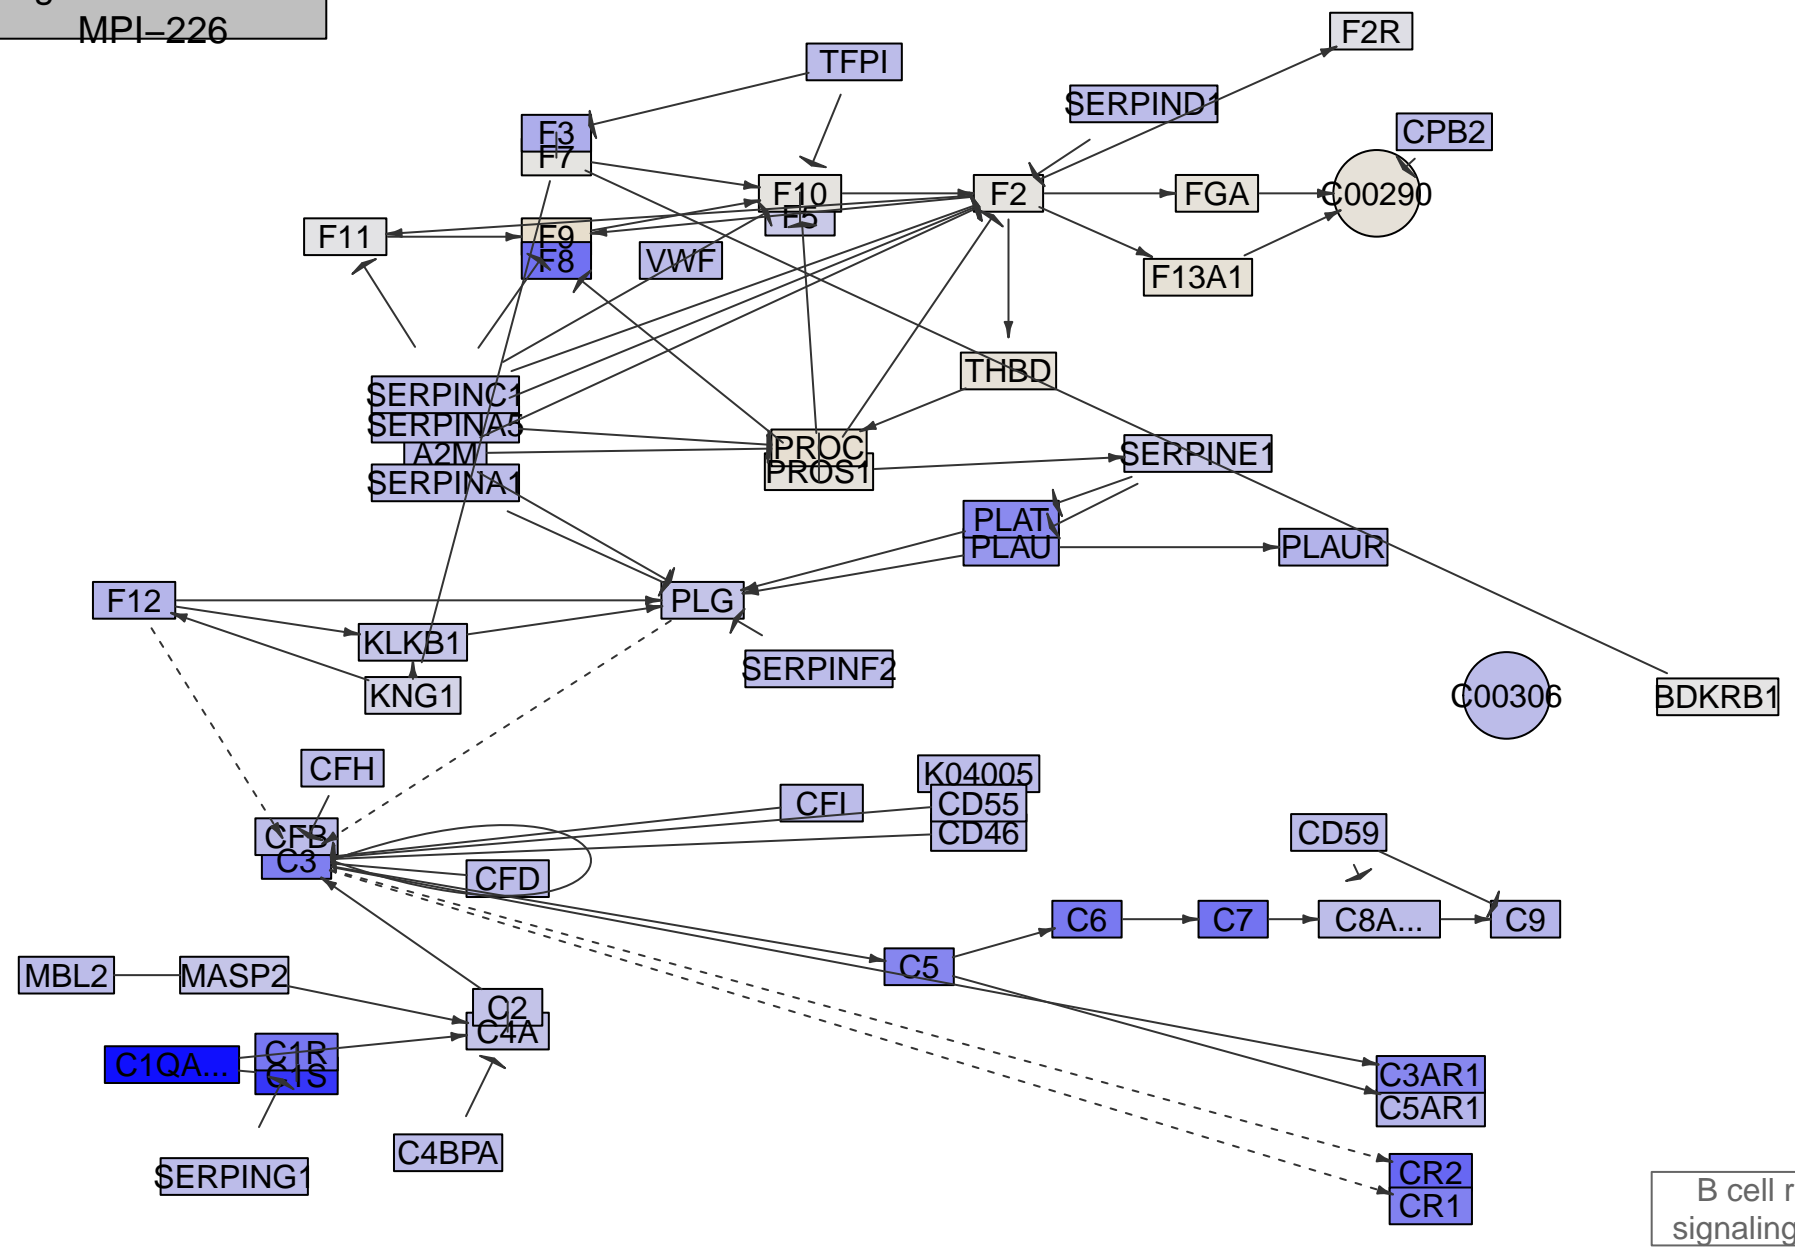 MPI−226
F2R
TFPI
SERPIND1
CPB2
F3
F7
F10
F5
F2
FGA
C00290
F11
F9
F8
VWF
F13A1
THBD
SERPINC1
SERPINA5
A2M
SERPINA1
PROC
PROS1
SERPINE1
PLAT
PLAU
PLAUR
F12
PLG
KLKB1
KNG1
SERPINF2
C00306
BDKRB1
CFH
K04005
CFI
CD55
CD46
CD59
CFB
C3
CFD
C6
C7
C8A...
C9
C5
MBL2
MASP2
C2
C4A
C1QA...
C1R
C1S
C3AR1
C5AR1
C4BPA
SERPING1
CR2
CR1
B cell r
signaling